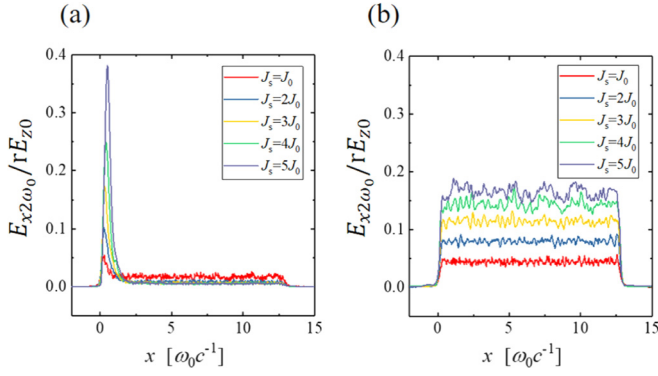 (a)
0.4
0.3
0.2
0.1
0.0
E_{x2ω_0}/rE_{Z0}
J_s=J_0
J_s=2J_0
J_s=3J_0
J_s=4J_0
J_s=5J_0
0 5 10 15
x [ω_0c^{-1}]
(b)
0.4
0.3
0.2
0.1
0.0
E_{x2ω_0}/rE_{Z0}
J_s=J_0
J_s=2J_0
J_s=3J_0
J_s=4J_0
J_s=5J_0
0 5 10 15
x [ω_0c^{-1}]